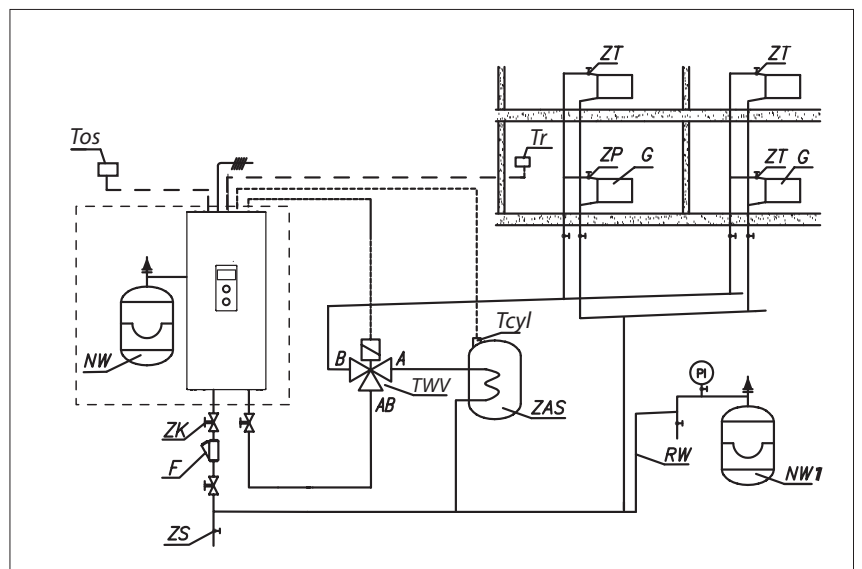 ZT ZT
Tos
Tr
ZP G ZT G
Tcyl
NW
B A
TWV
AB
ZAS
PI
ZK
F
RW
NW1
ZS